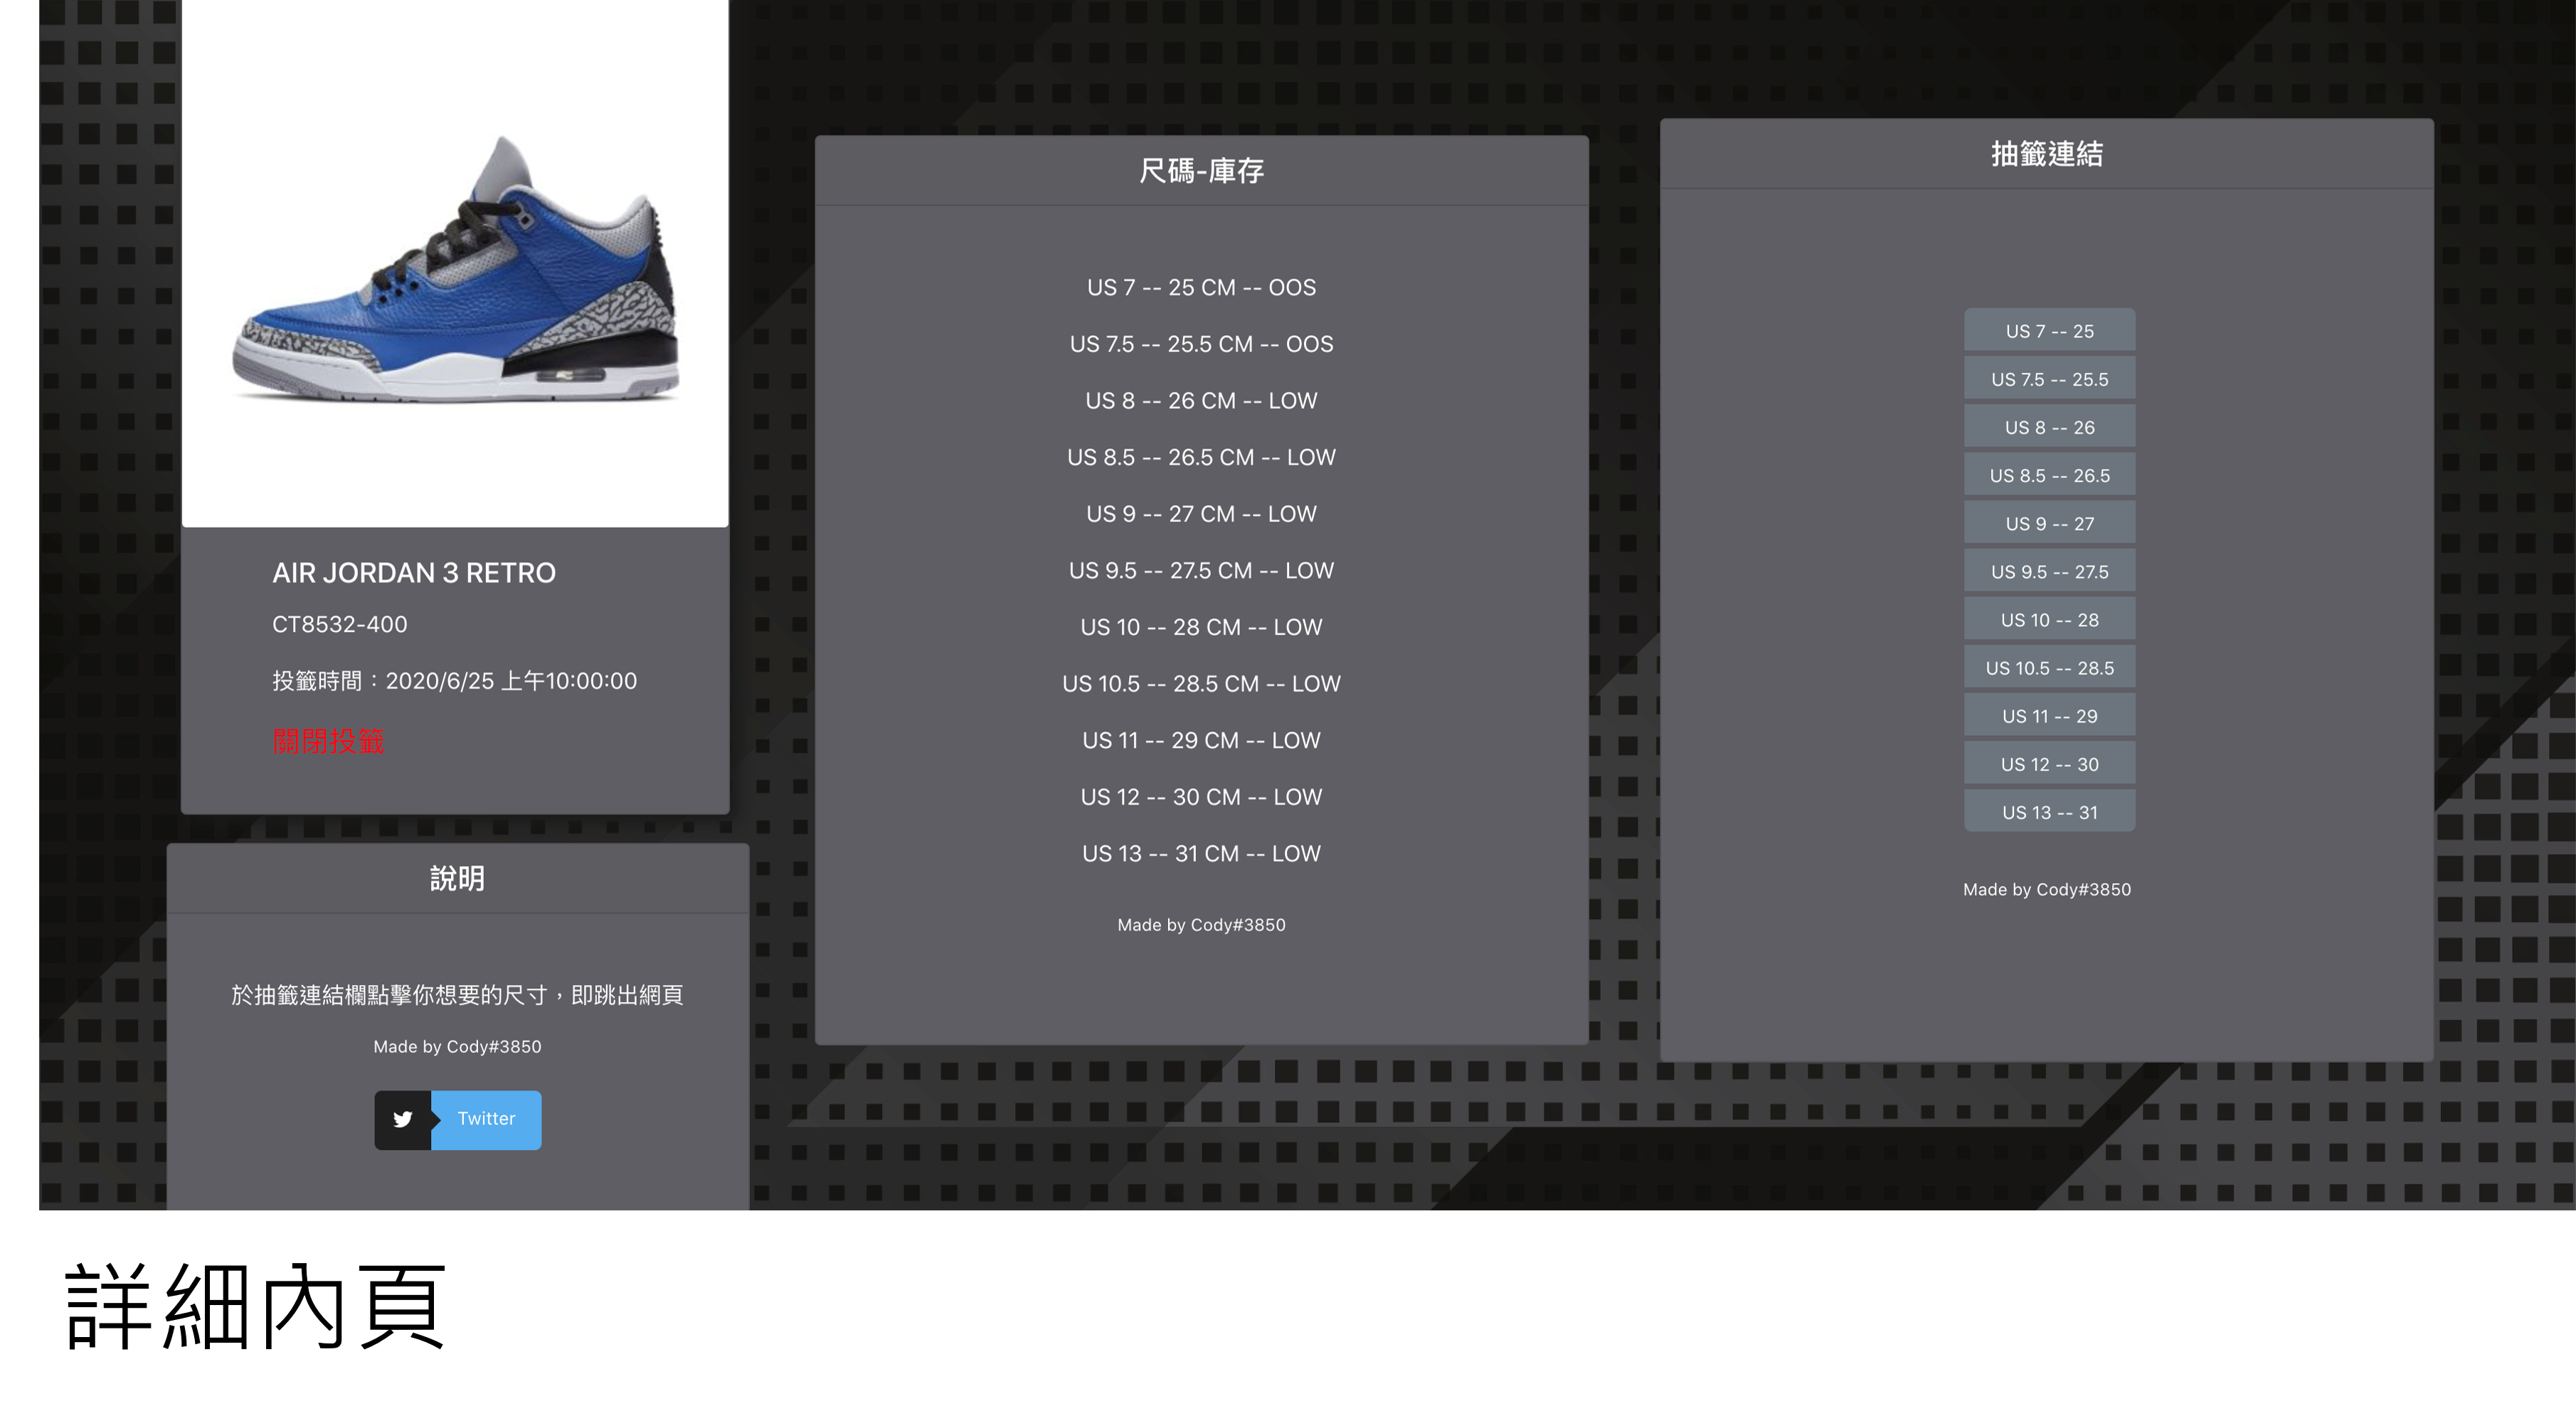 AIR JORDAN 3 RETRO
CT8532-400
投籤時間：2020/6/25 上午10:00:00
關閉投籤
說明
於抽籤連結欄點擊你想要的尺寸，即跳出網頁
Made by Cody#3850
Twitter
尺碼-庫存
US 7 -- 25 CM -- OOS
US 7.5 -- 25.5 CM -- OOS
US 8 -- 26 CM -- LOW
US 8.5 -- 26.5 CM -- LOW
US 9 -- 27 CM -- LOW
US 9.5 -- 27.5 CM -- LOW
US 10 -- 28 CM -- LOW
US 10.5 -- 28.5 CM -- LOW
US 11 -- 29 CM -- LOW
US 12 -- 30 CM -- LOW
US 13 -- 31 CM -- LOW
Made by Cody#3850
抽籤連結
US 7 -- 25
US 7.5 -- 25.5
US 8 -- 26
US 8.5 -- 26.5
US 9 -- 27
US 9.5 -- 27.5
US 10 -- 28
US 10.5 -- 28.5
US 11 -- 29
US 12 -- 30
US 13 -- 31
Made by Cody#3850
詳細內頁